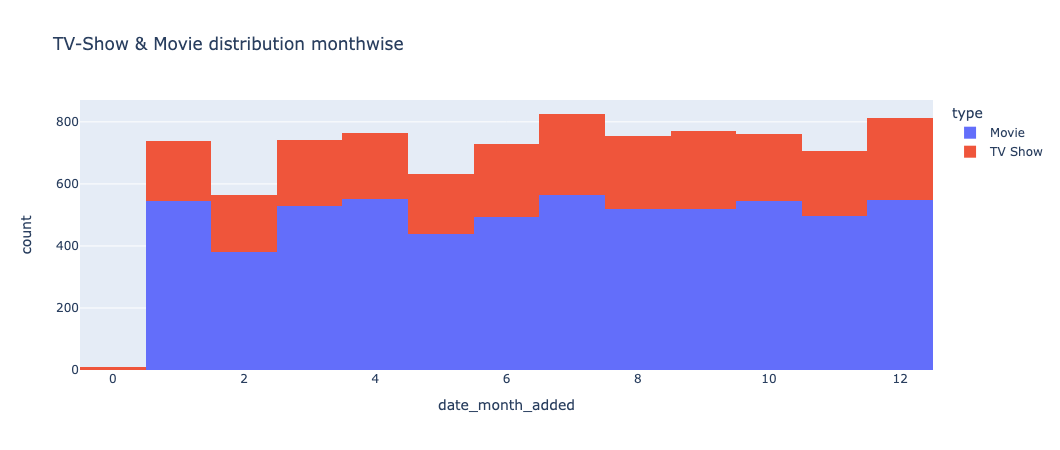 TV-Show & Movie distribution monthwise
type
Movie
TV Show
800
600
400
200
0
count
0 2 4 6 8 10 12
date_month_added